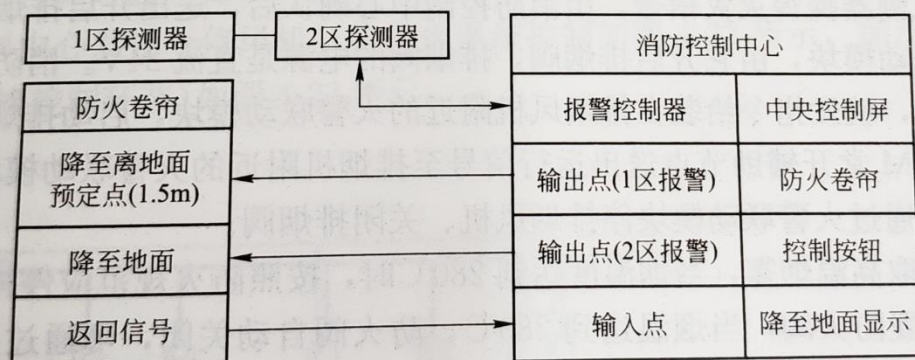 1区探测器
2区探测器
消防控制中心
防火卷帘
报警控制器
中央控制屏
降至离地面
预定点(1.5m)
输出点(1区报警)
防火卷帘
降至地面
输出点(2区报警)
控制按钮
返回信号
输入点
降至地面显示